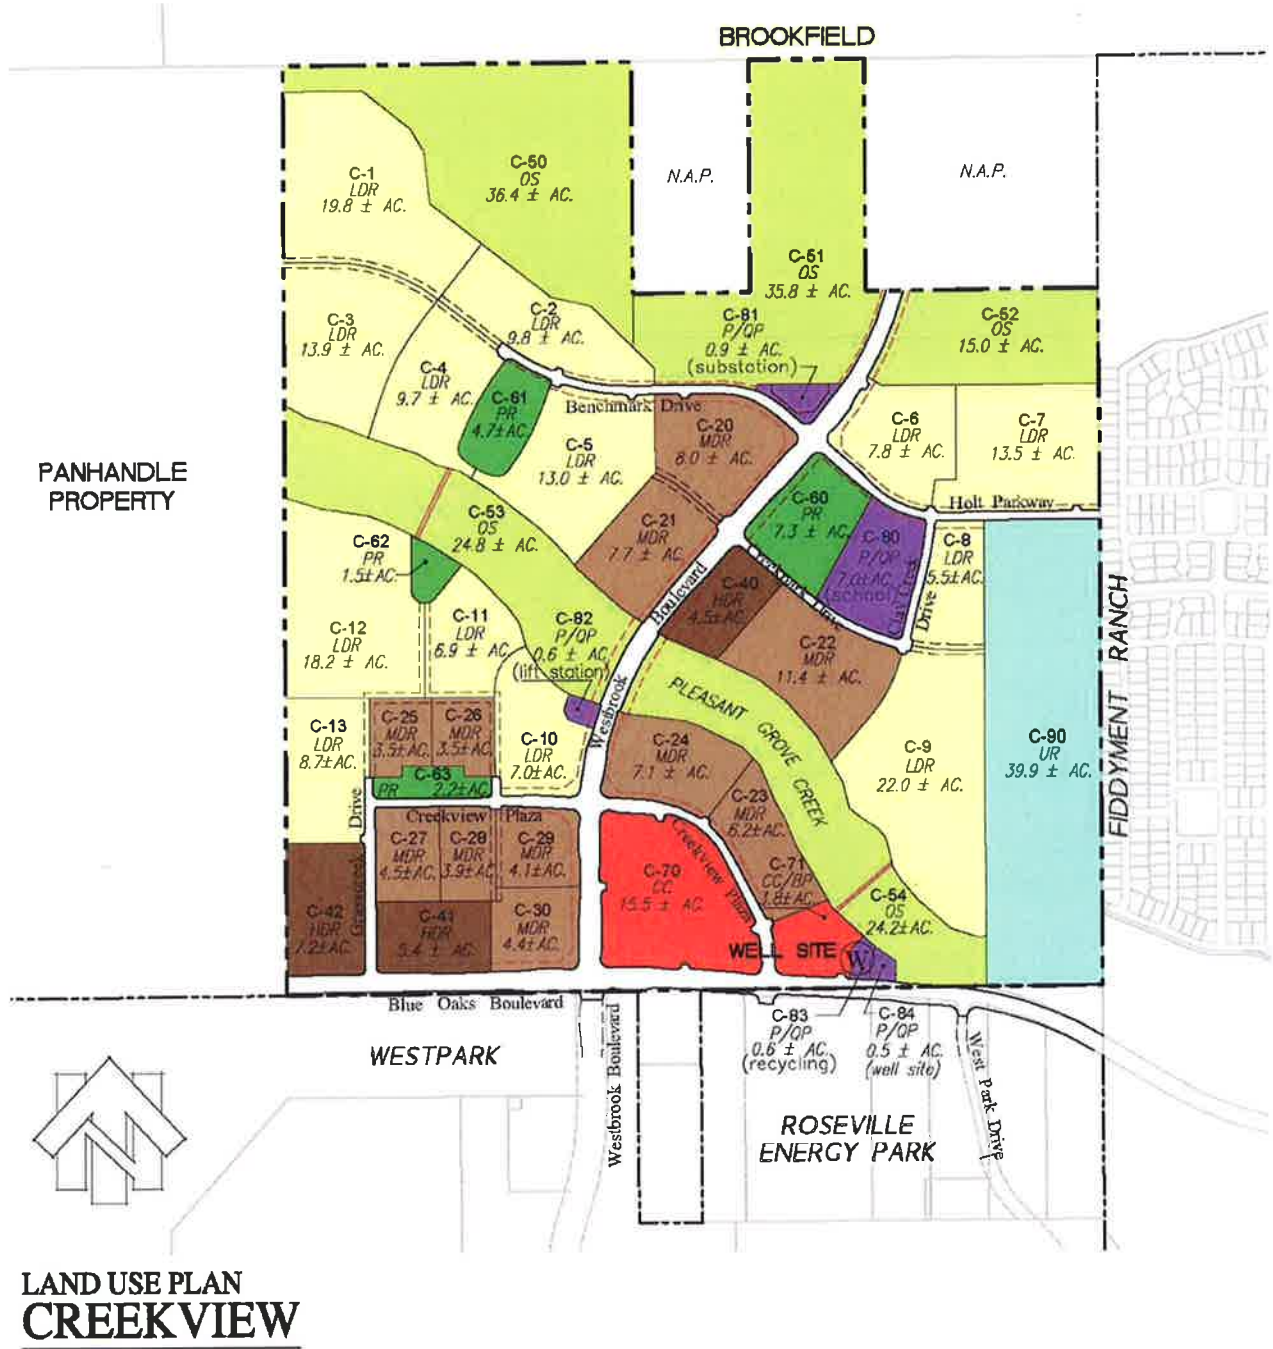 BROOKFIELD
C-1
LDR
19.8 ± AC.
C-50
OS
36.4 ± AC.
N.A.P.
N.A.P.
C-51
OS
35.8 ± AC.
C-3
LDR
13.9 ± AC.
C-2
LDR
9.8 ± AC.
C-81
P/QP
0.9 ± AC.
(substation)
C-52
OS
15.0 ± AC.
C-4
LDR
9.7 ± AC.
C-61
PR
4.7±AC.
Benchmark Drive
C-5
LDR
13.0 ± AC.
C-20
MDR
8.0 ± AC.
C-6
LDR
7.8 ± AC.
C-7
LDR
13.5 ± AC.
Holt Parkway
PANHANDLE
PROPERTY
C-53
OS
24.8 ± AC.
C-21
MDR
7.7 ± AC.
C-60
PR
7.3 ± AC.
C-80
P/QP
7.0±AC.
(school)
Clay Creek
Drive
C-8
LDR
5.5±AC.
C-62
PR
1.5±AC.
Creekpark Drive
C-40
HDR
4.5±AC.
Westbrook Boulevard
C-12
LDR
18.2 ± AC.
C-11
LDR
6.9 ± AC.
C-82
P/QP
0.6 ± AC.
(lift station)
C-22
MDR
11.4 ± AC.
FIDDYMENT RANCH
PLEASANT GROVE CREEK
C-13
LDR
8.7±AC.
C-25
MDR
3.5±AC.
C-26
MDR
3.5±AC.
C-10
LDR
7.0±AC.
C-24
MDR
7.1 ± AC.
C-9
LDR
22.0 ± AC.
C-90
UR
39.9 ± AC.
C-63
PR 2.2±AC.
C-23
MDR
6.2±AC.
Creekview Plaza
Creekview Plaza
Drive
C-27
MDR
4.5±AC.
C-28
MDR
3.9±AC.
C-29
MDR
4.1±AC.
C-70
CC
15.5 ± AC.
C-71
CC/BP
1.8±AC.
C-42
HDR
7.2±AC.
C-41
HDR
5.4 ± AC.
C-30
MDR
4.4±AC.
C-54
OS
24.2±AC.
WELL SITE
W
Blue Oaks Boulevard
C-83
P/QP
0.6 ± AC.
(recycling)
C-84
P/QP
0.5 ± AC.
(well site)
WESTPARK
Westbrook Boulevard
West Park Drive
ROSEVILLE
ENERGY PARK
N
LAND USE PLAN
CREEKVIEW